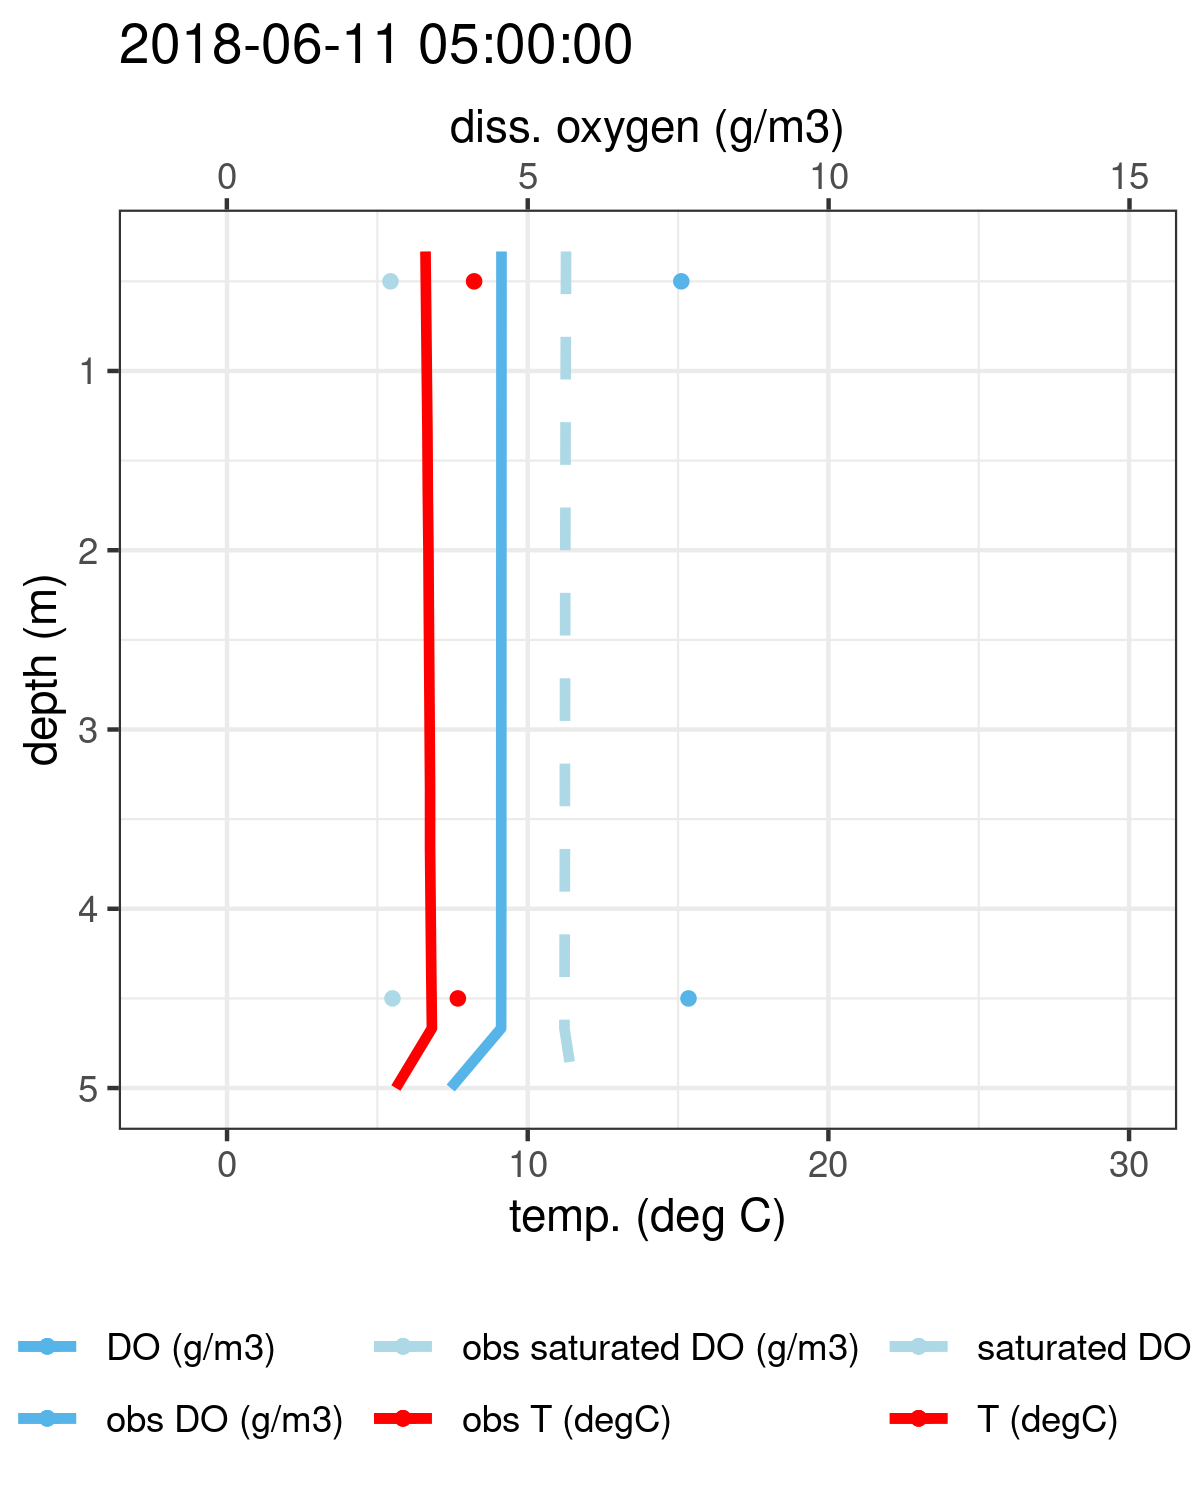 2018-06-11 05:00:00
diss. oxygen (g/m3)
0 5 10 15
1
2
3
4
5
depth (m)
0 10 20 30
temp. (deg C)
DO (g/m3) obs saturated DO (g/m3) saturated DO
obs DO (g/m3) obs T (degC) T (degC)